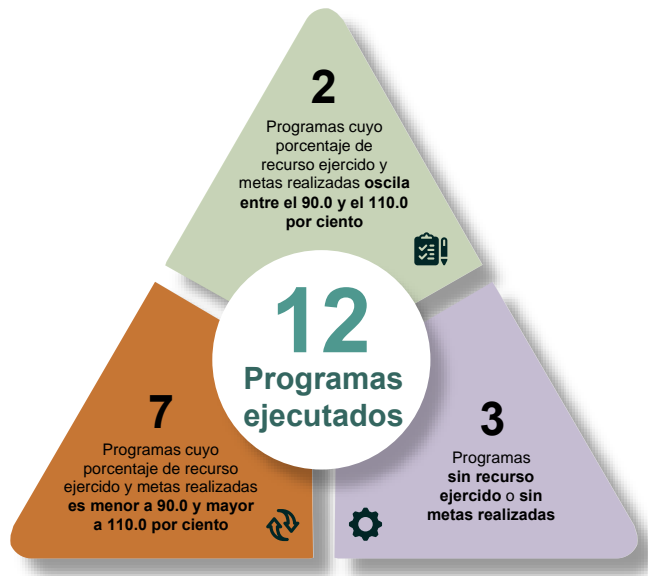 2
Programas cuyo
porcentaje de
recurso ejercido y
metas realizadas oscila
entre el 90.0 y el 110.0
por ciento
12
Programas
ejecutados
7
Programas cuyo
porcentaje de recurso
ejercido y metas realizadas
es menor a 90.0 y mayor
a 110.0 por ciento
3
Programas
sin recurso
ejercido o sin
metas realizadas